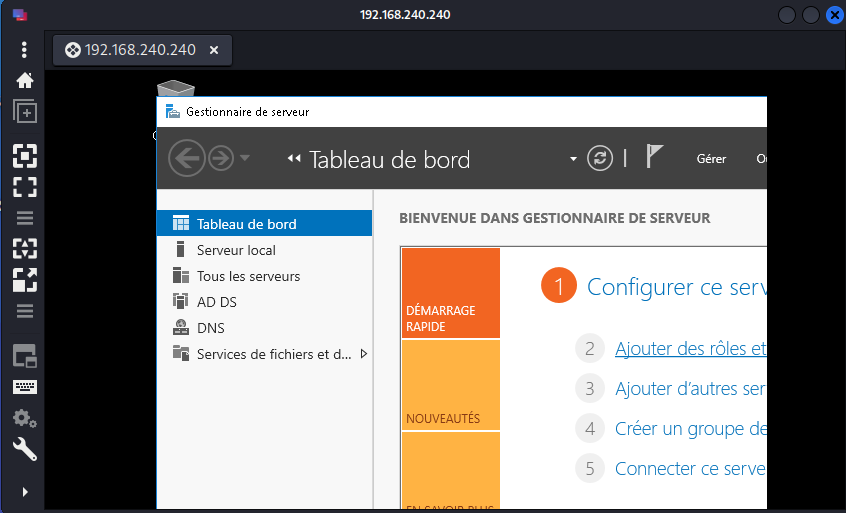 192.168.240.240
192.168.240.240
Gestionnaire de serveur
Tableau de bord
Gérer
Tableau de bord
Serveur local
Tous les serveurs
AD DS
DNS
Services de fichiers et d...
BIENVENUE DANS GESTIONNAIRE DE SERVEUR
DÉMARRAGE
RAPIDE
NOUVEAUTÉS
EN SAVOIR PLUS
1 Configurer ce serv
2 Ajouter des rôles et
3 Ajouter d'autres ser
4 Créer un groupe de
5 Connecter ce serve